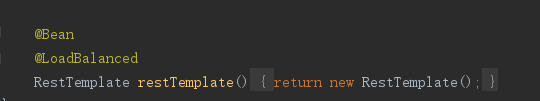 @Bean
@LoadBalanced
RestTemplate restTemplate() { return new RestTemplate(); }